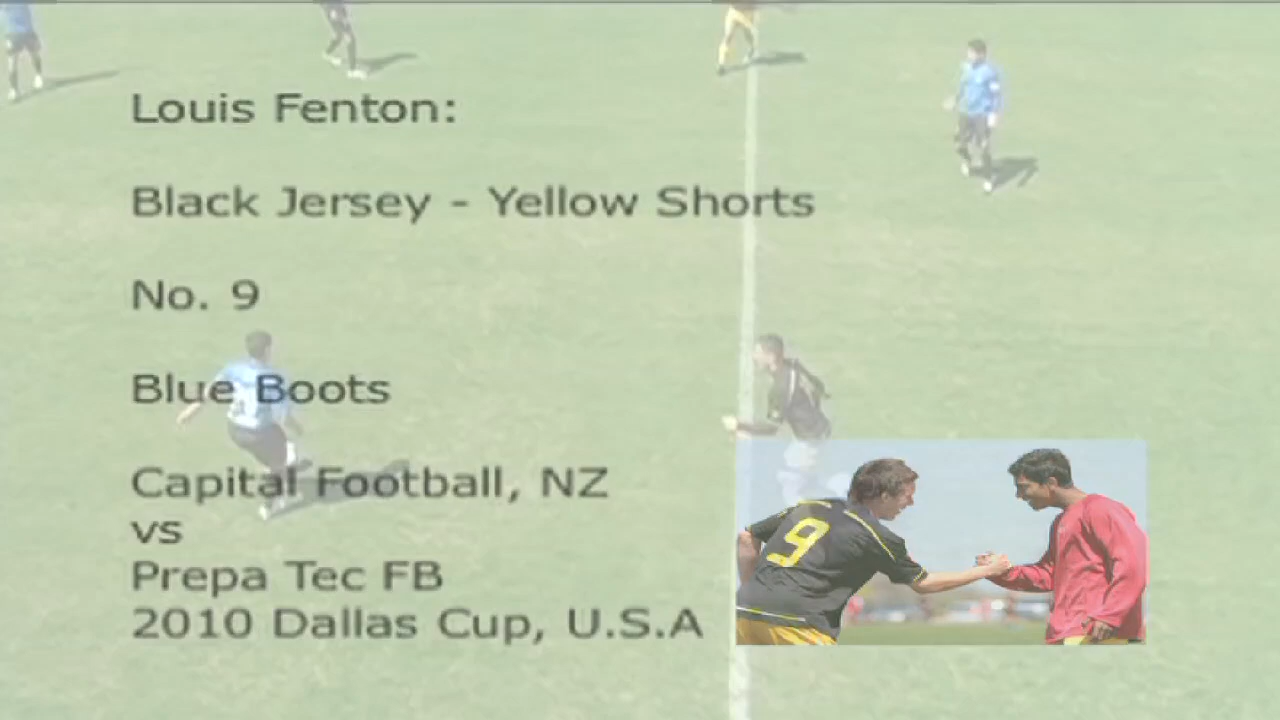 Louis Fenton:
Black Jersey - Yellow Shorts
No. 9
Blue Boots
Capital Football, NZ
vs
Prepa Tec FB
2010 Dallas Cup, U.S.A
9